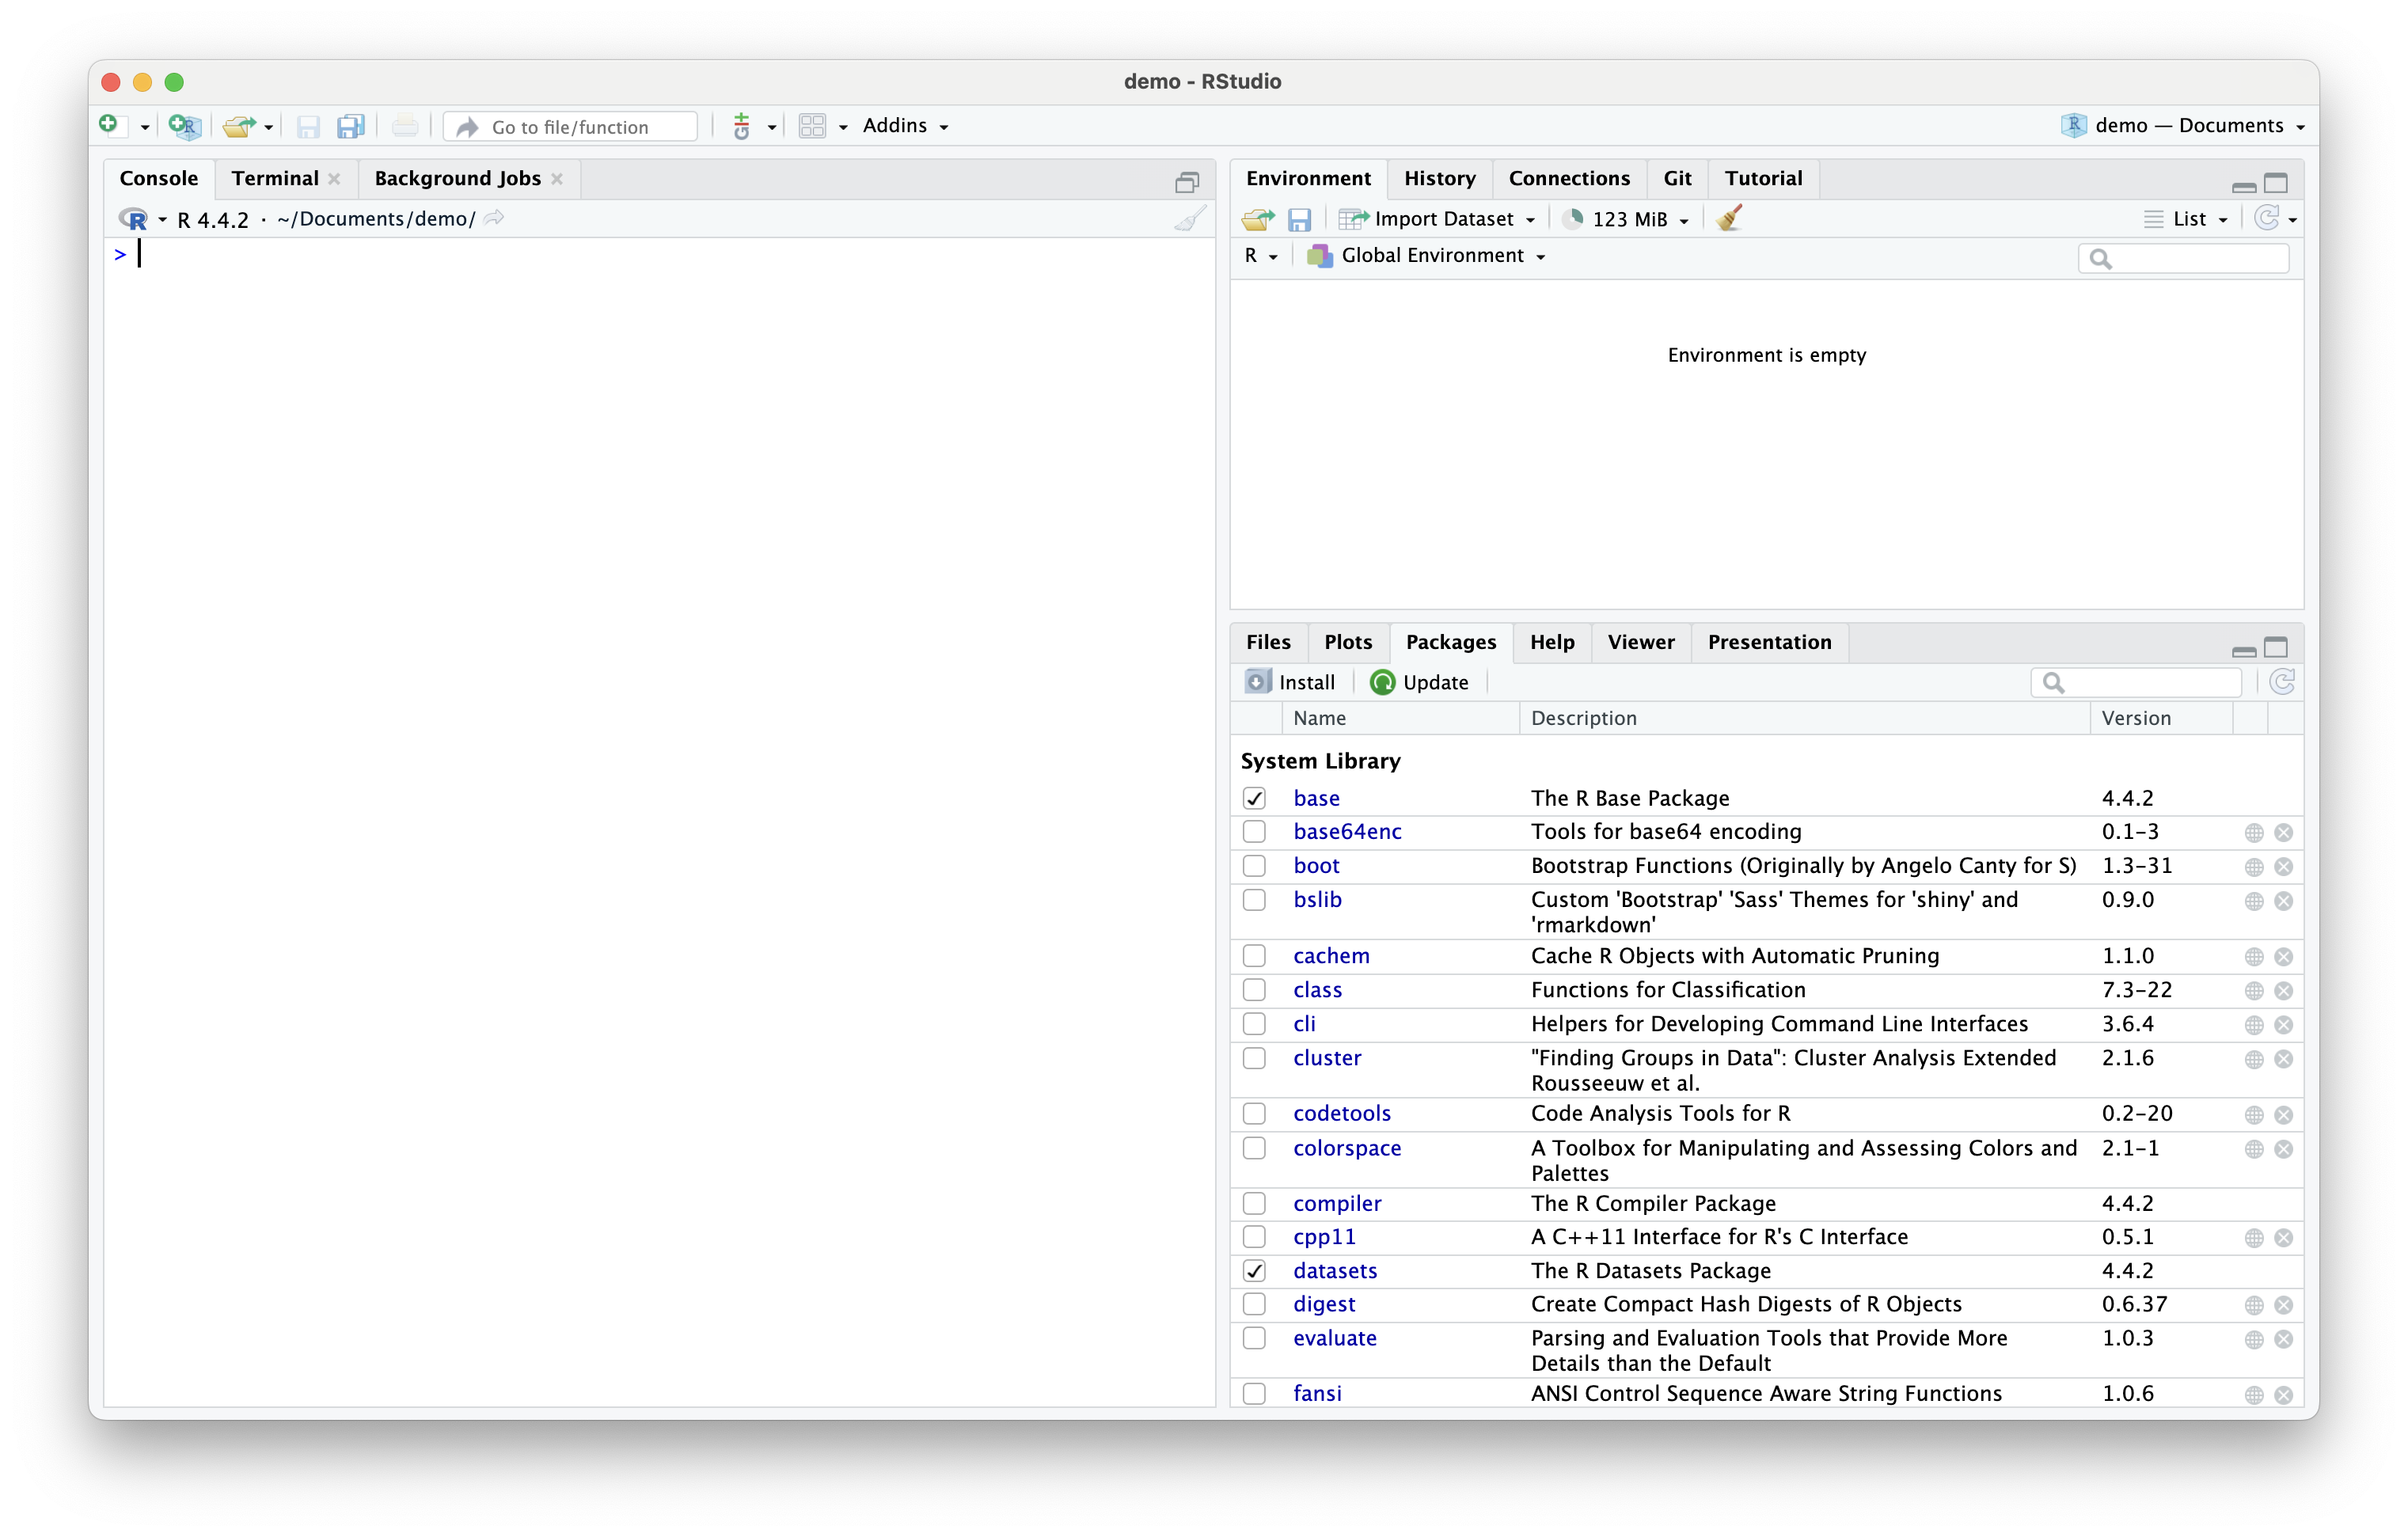 demo - RStudio
Go to file/function
Addins
demo — Documents
Console Terminal Background Jobs
R 4.4.2 · ~/Documents/demo/
>
Environment History Connections Git Tutorial
Import Dataset 123 MiB List
R Global Environment
Environment is empty
Files Plots Packages Help Viewer Presentation
Install Update
Name Description Version
System Library
base The R Base Package 4.4.2
base64enc Tools for base64 encoding 0.1-3
boot Bootstrap Functions (Originally by Angelo Canty for S) 1.3-31
bslib Custom 'Bootstrap' 'Sass' Themes for 'shiny' and 0.9.0
'rmarkdown'
cachem Cache R Objects with Automatic Pruning 1.1.0
class Functions for Classification 7.3-22
cli Helpers for Developing Command Line Interfaces 3.6.4
cluster "Finding Groups in Data": Cluster Analysis Extended 2.1.6
Rousseeuw et al.
codetools Code Analysis Tools for R 0.2-20
colorspace A Toolbox for Manipulating and Assessing Colors and 2.1-1
Palettes
compiler The R Compiler Package 4.4.2
cpp11 A C++11 Interface for R's C Interface 0.5.1
datasets The R Datasets Package 4.4.2
digest Create Compact Hash Digests of R Objects 0.6.37
evaluate Parsing and Evaluation Tools that Provide More 1.0.3
Details than the Default
fansi ANSI Control Sequence Aware String Functions 1.0.6